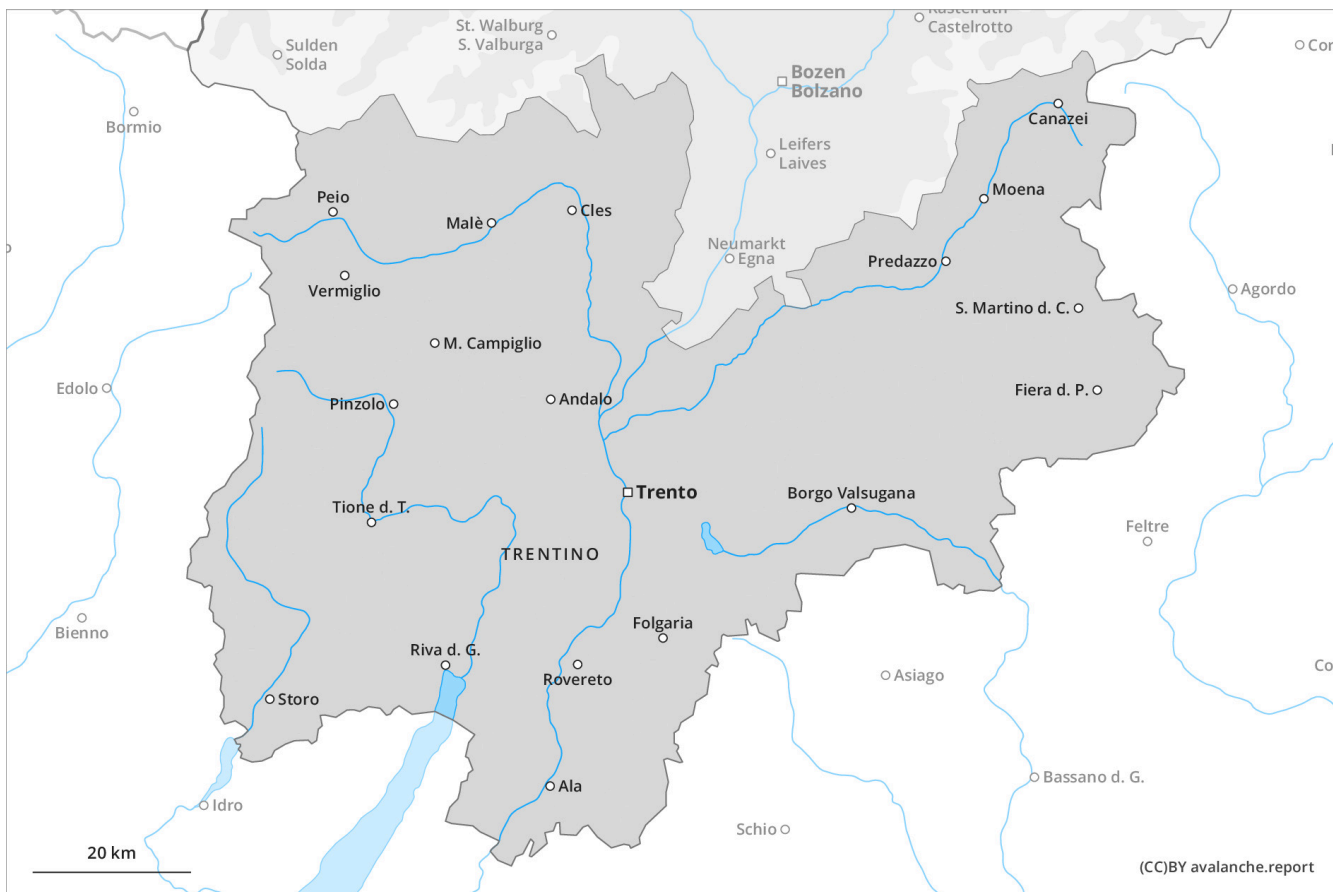 Kastelruth
Castelrotto
St. Walburg
S. Valburga
Sulden
Solda
Bozen
Bolzano
Bormio
Canazei
Leifers
Laives
Moena
Peio
Malè
Cles
Neumarkt
Egna
Predazzo
Vermiglio
Agordo
S. Martino d. C.
M. Campiglio
Edolo
Pinzolo
Andalo
Fiera d. P.
Trento
Borgo Valsugana
Tione d. T.
Feltre
TRENTINO
Bienno
Folgaria
Riva d. G.
Rovereto
Asiago
Storo
Bassano d. G.
Ala
Idro
Schio
20 km
(CC)BY avalanche.report